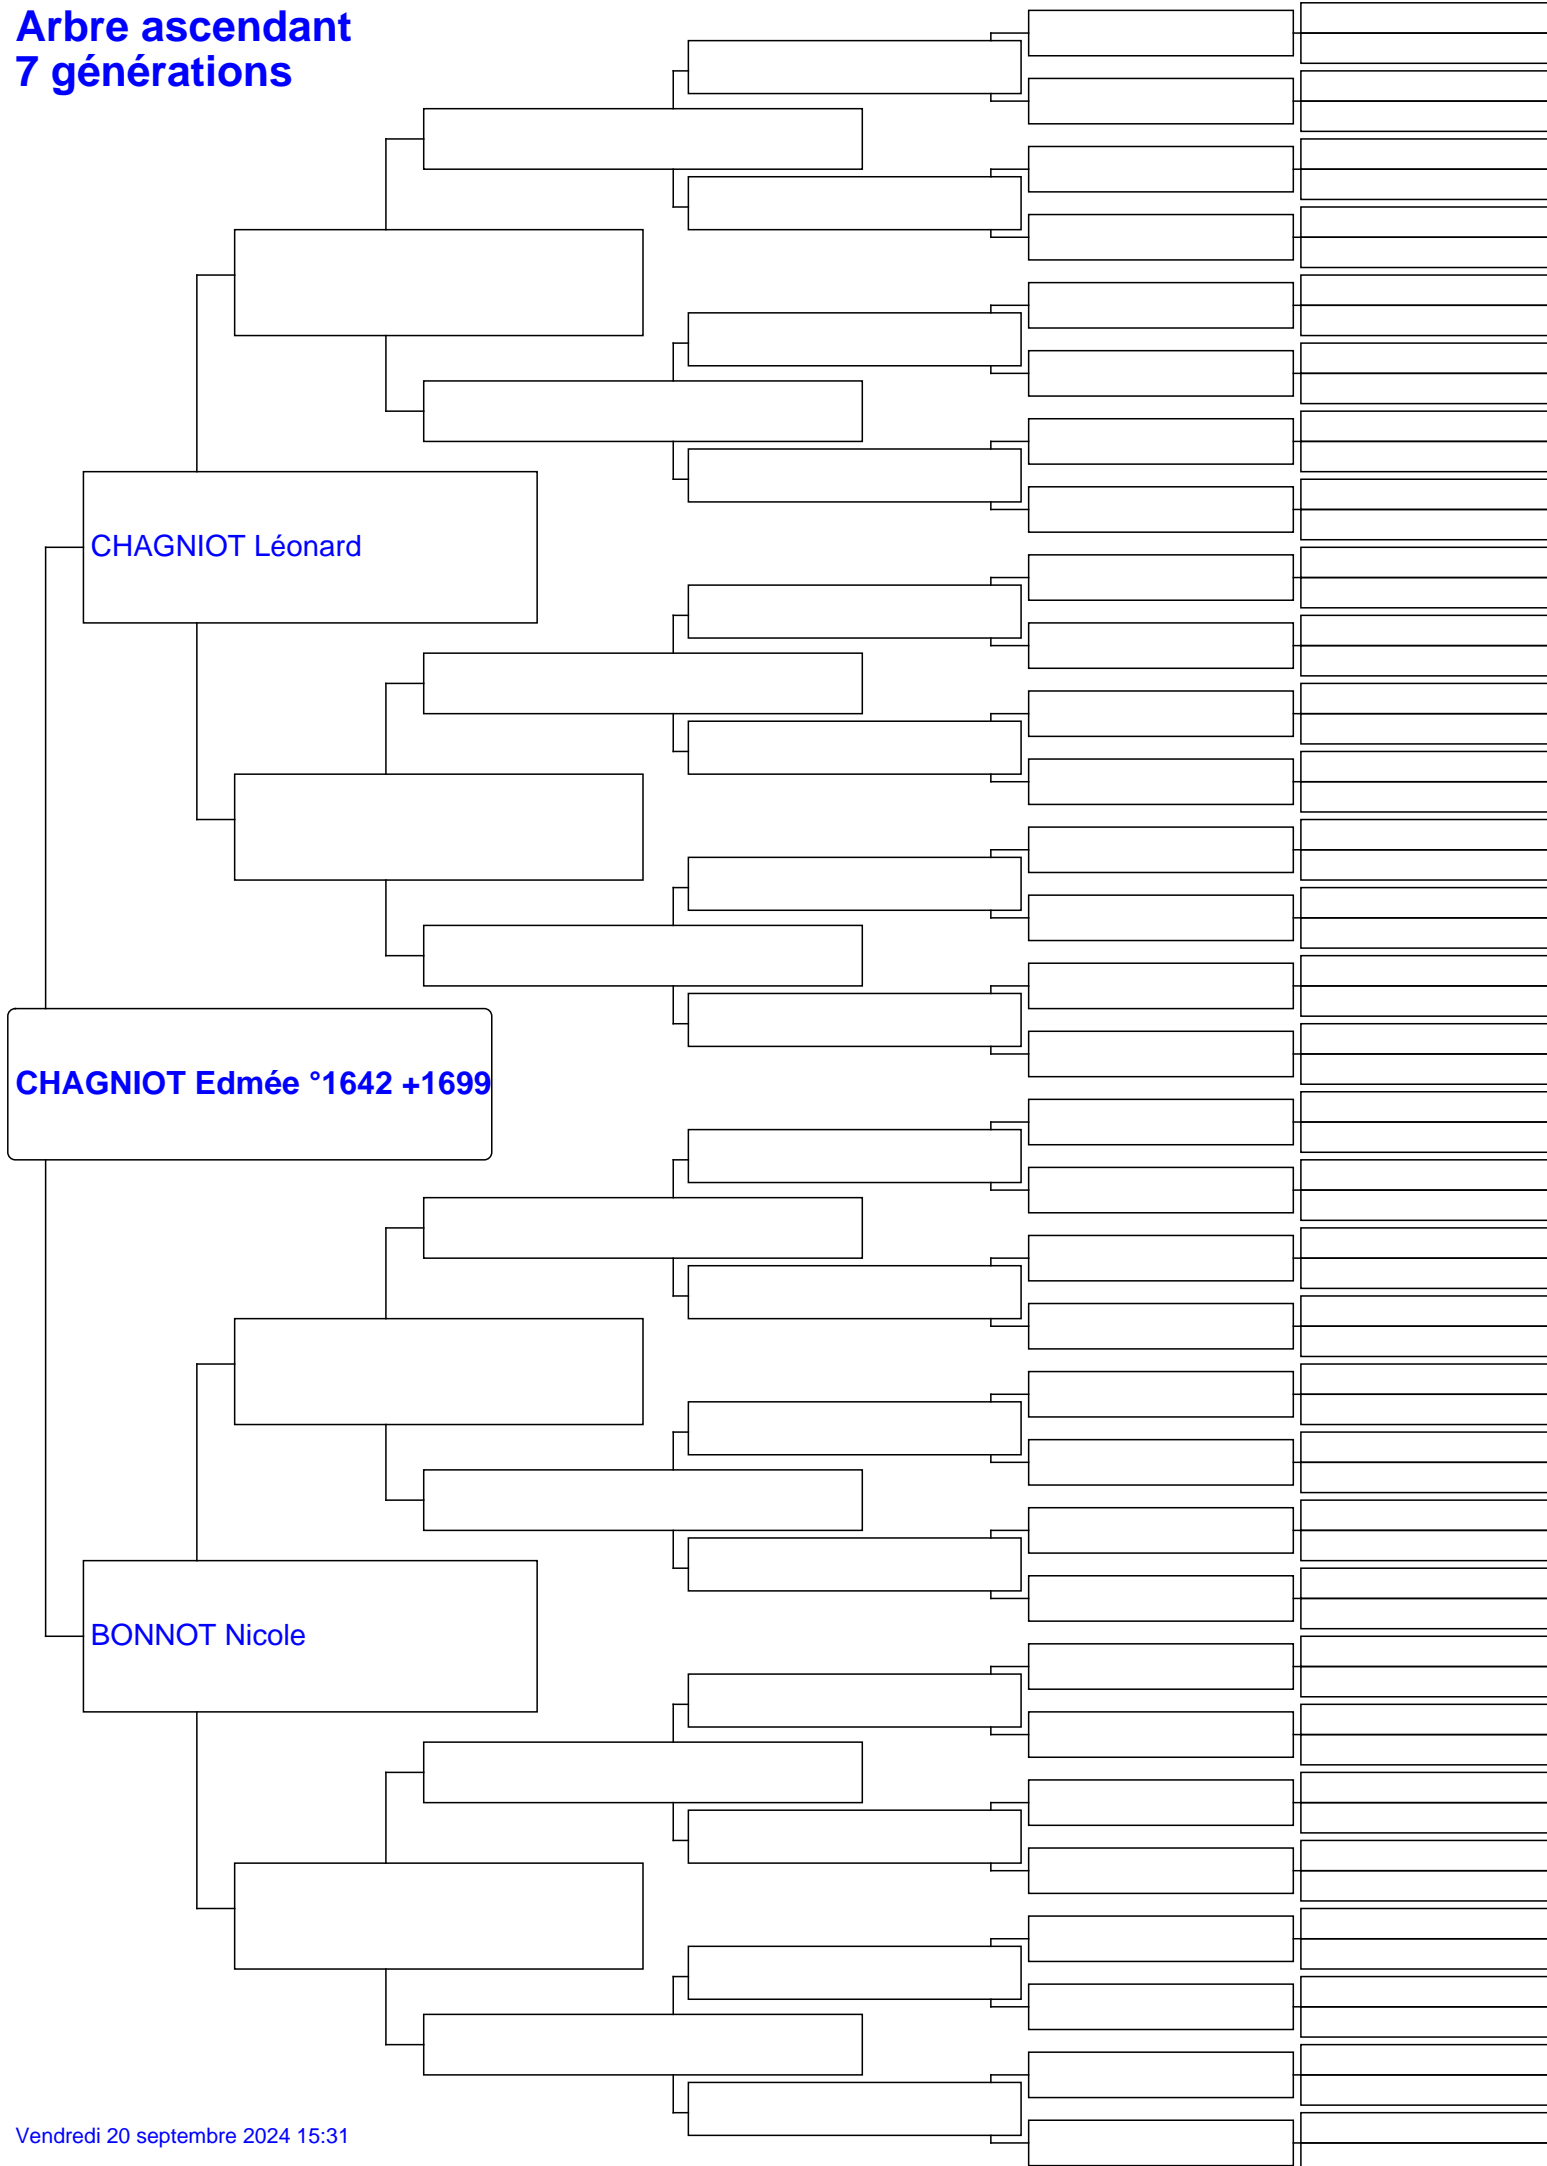 Arbre ascendant
7 générations
CHAGNIOT Léonard
CHAGNIOT Edmée °1642 +1699
BONNOT Nicole
Vendredi 20 septembre 2024 15:31